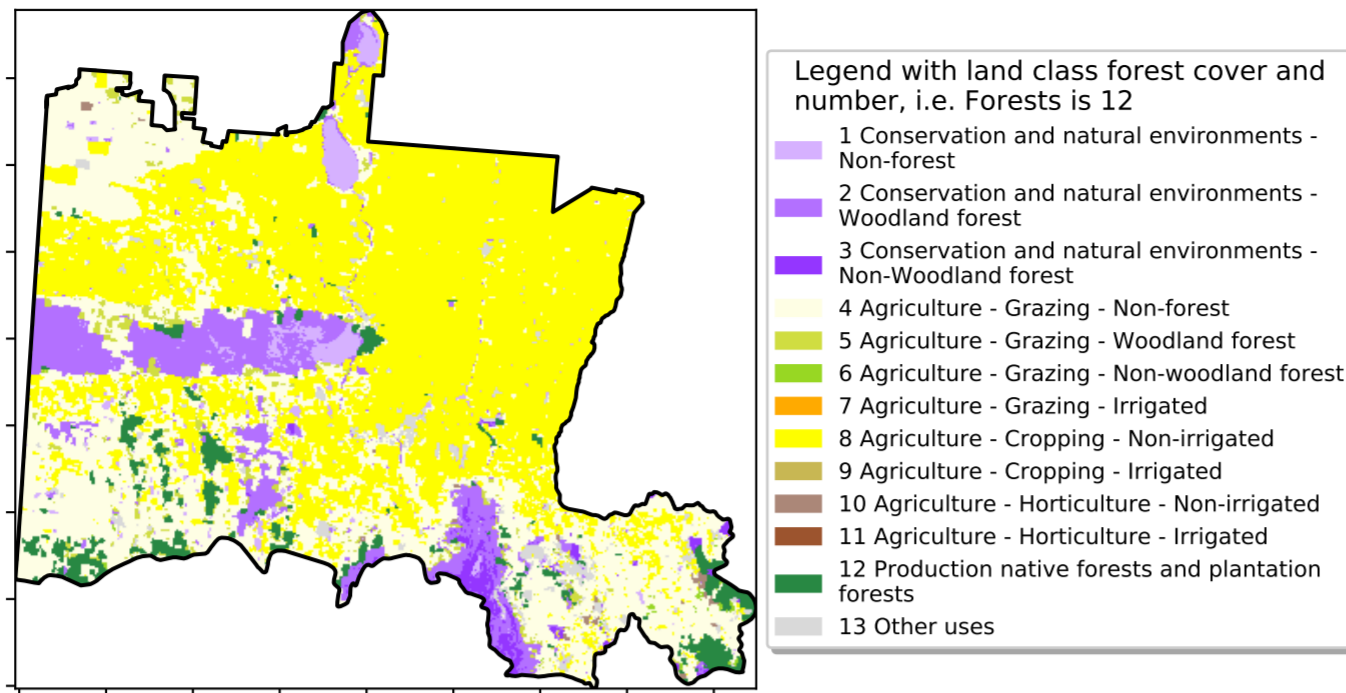 Legend with land class forest cover and
number, i.e. Forests is 12
1 Conservation and natural environments -
Non-forest
2 Conservation and natural environments -
Woodland forest
3 Conservation and natural environments -
Non-Woodland forest
4 Agriculture - Grazing - Non-forest
5 Agriculture - Grazing - Woodland forest
6 Agriculture - Grazing - Non-woodland forest
7 Agriculture - Grazing - Irrigated
8 Agriculture - Cropping - Non-irrigated
9 Agriculture - Cropping - Irrigated
10 Agriculture - Horticulture - Non-irrigated
11 Agriculture - Horticulture - Irrigated
12 Production native forests and plantation
forests
13 Other uses